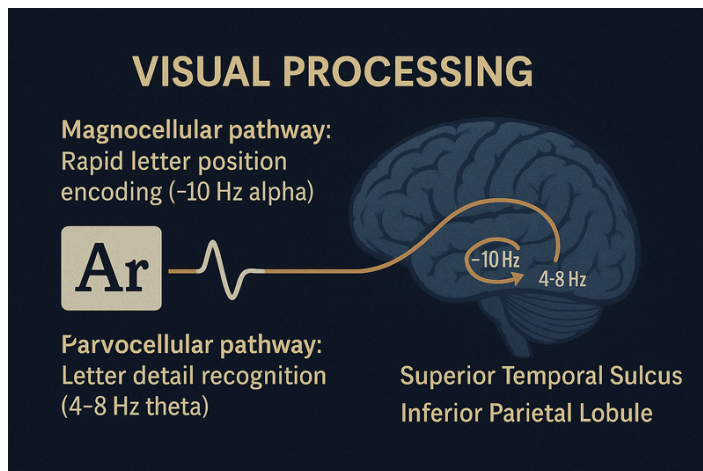 VISUAL PROCESSING
Magnocellular pathway:
Rapid letter position
encoding (–10 Hz alpha)
Ar
–10 Hz
4-8 Hz
Parvocellular pathway:
Letter detail recognition
(4–8 Hz theta)
Superior Temporal Sulcus
Inferior Parietal Lobule